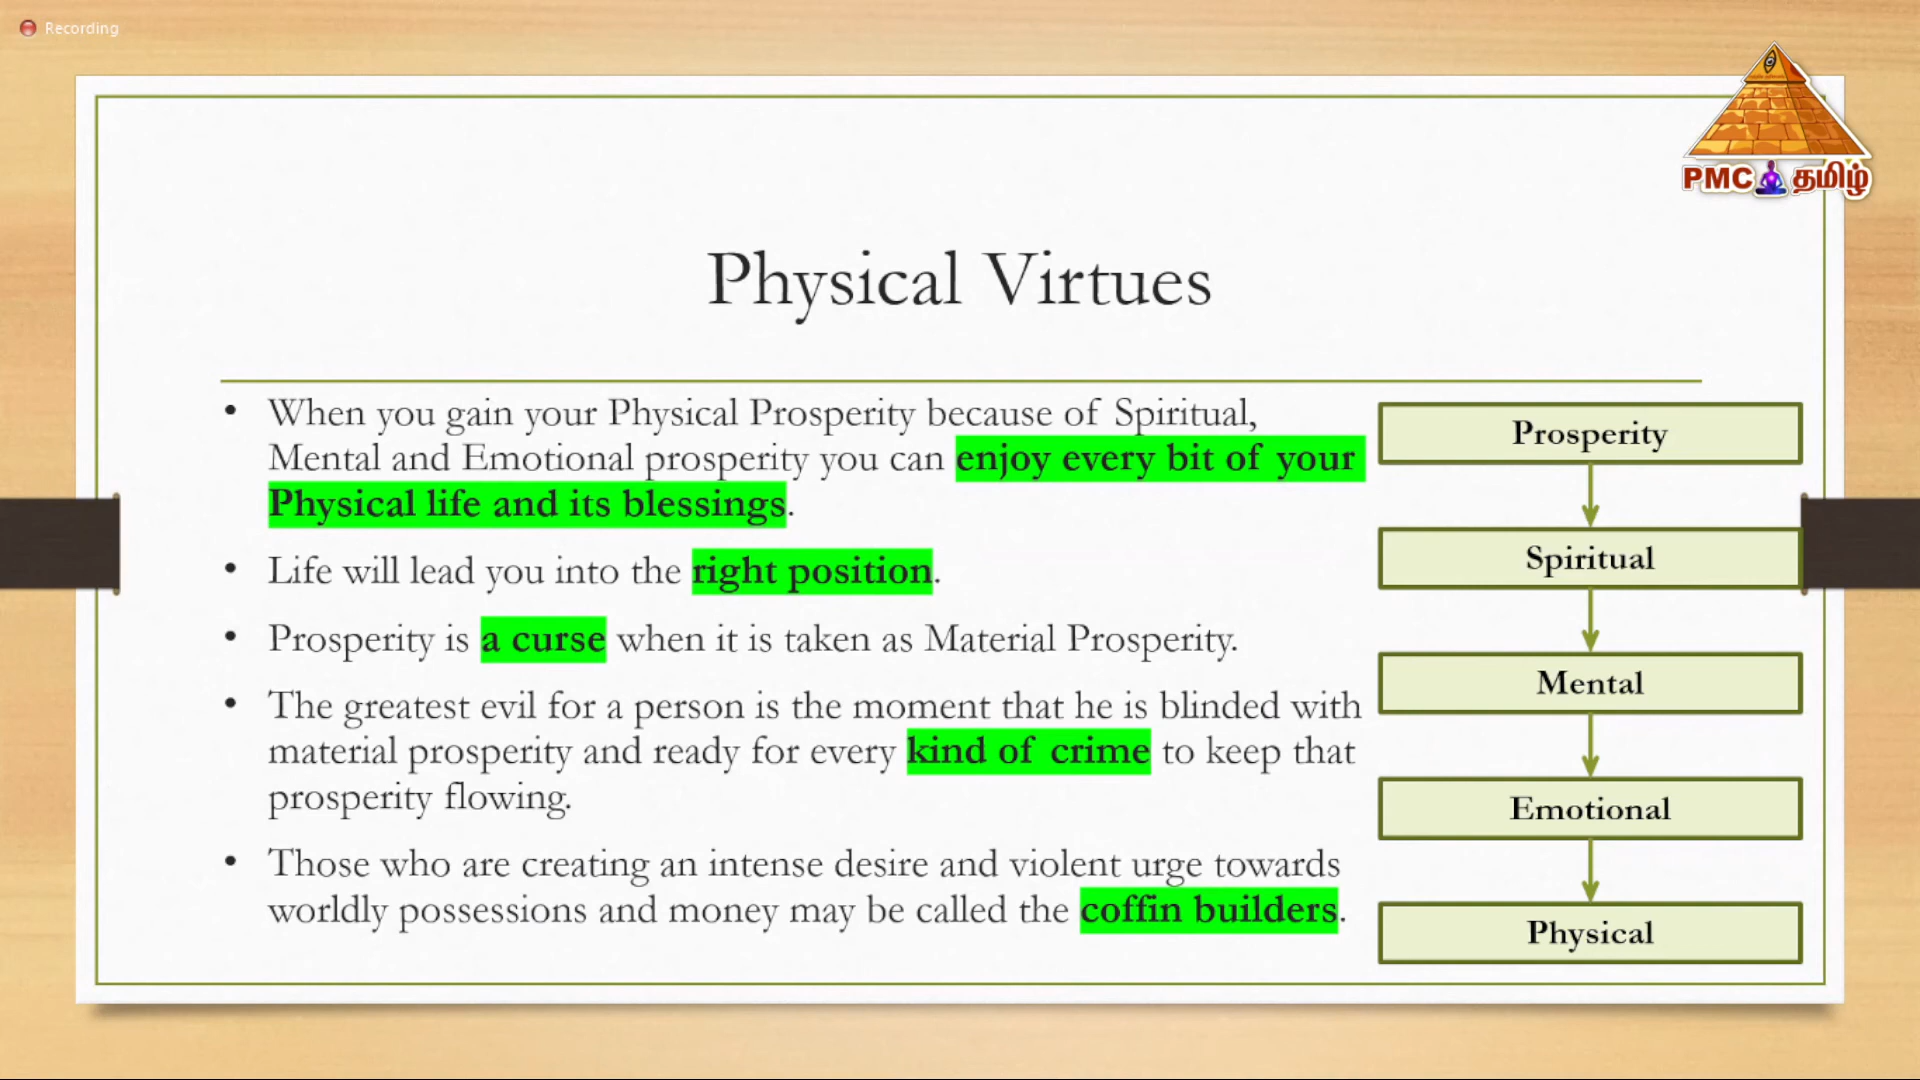 Recording
PMC தமிழ்
Physical Virtues
• When you gain your Physical Prosperity because of Spiritual,
Mental and Emotional prosperity you can enjoy every bit of your
Physical life and its blessings.
• Life will lead you into the right position.
• Prosperity is a curse when it is taken as Material Prosperity.
• The greatest evil for a person is the moment that he is blinded with
material prosperity and ready for every kind of crime to keep that
prosperity flowing.
• Those who are creating an intense desire and violent urge towards
worldly possessions and money may be called the coffin builders.
Prosperity
Spiritual
Mental
Emotional
Physical